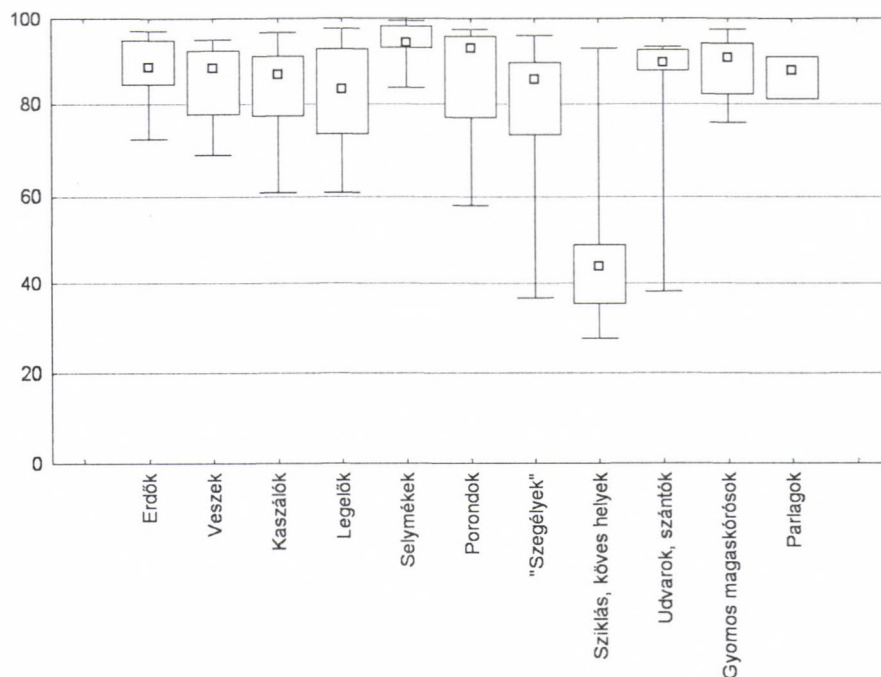 100
80
60
40
20
0
Erdők
Veszek
Kaszálók
Legelők
Selymékek
Porondok
"Szegélyek"
Sziklás, köves helyek
Udvarok, szántók
Gyomos magaskórósok
Parlagok